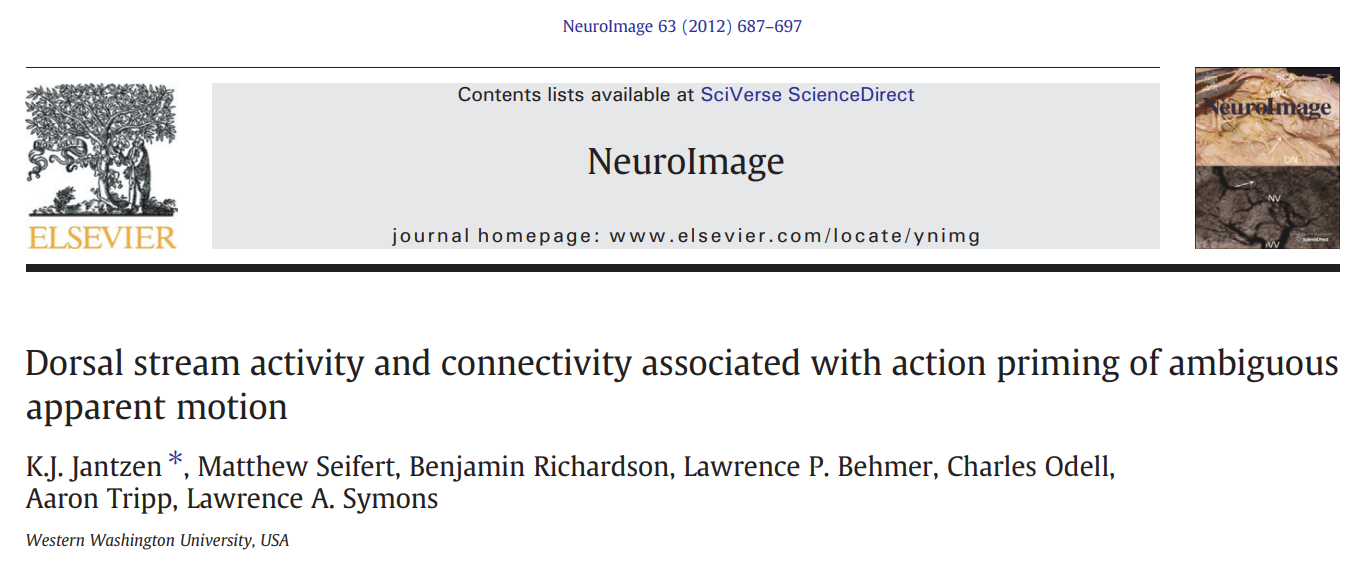 NeuroImage 63 (2012) 687–697
Contents lists available at SciVerse ScienceDirect
NeuroImage
journal homepage: www.elsevier.com/locate/ynimg
ELSEVIER
NeuroImage
NV
Dorsal stream activity and connectivity associated with action priming of ambiguous
apparent motion
K.J. Jantzen *, Matthew Seifert, Benjamin Richardson, Lawrence P. Behmer, Charles Odell,
Aaron Tripp, Lawrence A. Symons
Western Washington University, USA